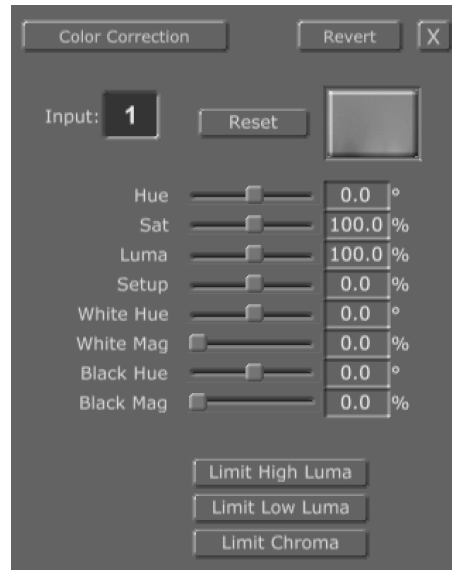 Color Correction Revert X
Input: 1 Reset
Hue 0.0 °
Sat 100.0 %
Luma 100.0 %
Setup 0.0 %
White Hue 0.0 °
White Mag 0.0 %
Black Hue 0.0 °
Black Mag 0.0 %
Limit High Luma
Limit Low Luma
Limit Chroma